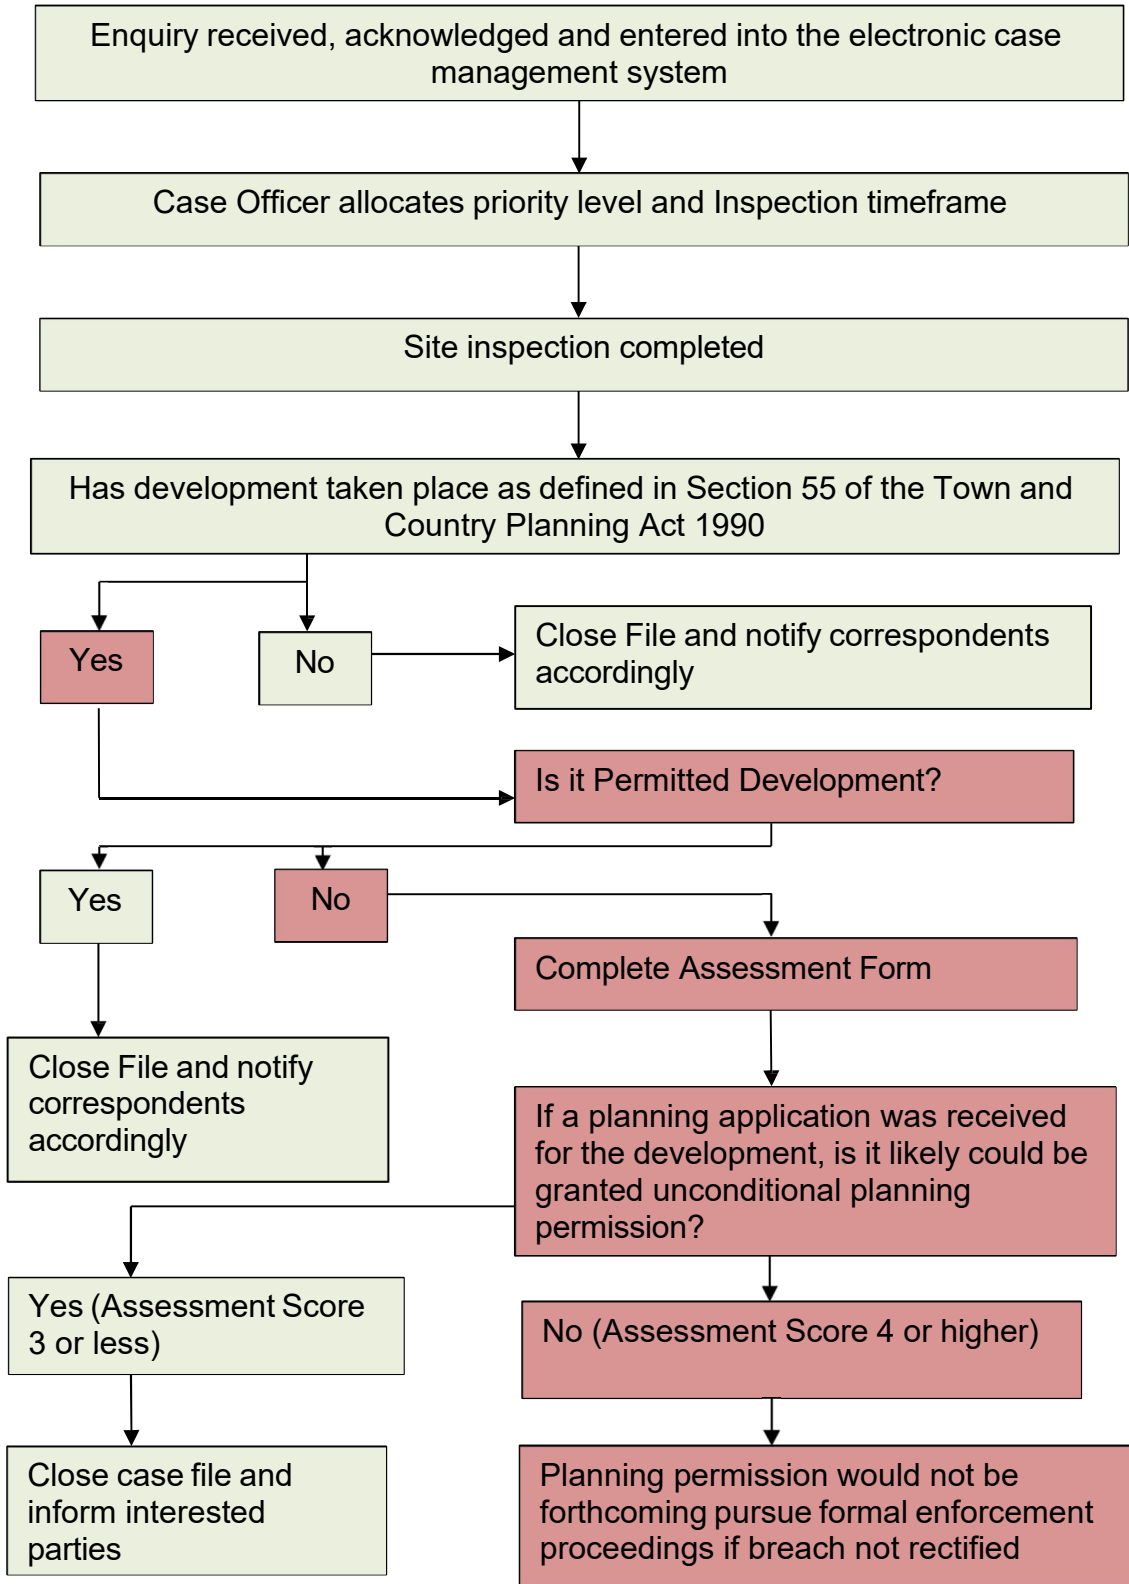 Enquiry received, acknowledged and entered into the electronic case
management system
Case Officer allocates priority level and Inspection timeframe
Site inspection completed
Has development taken place as defined in Section 55 of the Town and
Country Planning Act 1990
Yes
No
Close File and notify correspondents
accordingly
Is it Permitted Development?
Yes
No
Complete Assessment Form
Close File and notify
correspondents
accordingly
If a planning application was received
for the development, is it likely could be
granted unconditional planning
permission?
Yes (Assessment Score
3 or less)
No (Assessment Score 4 or higher)
Close case file and
inform interested
parties
Planning permission would not be
forthcoming pursue formal enforcement
proceedings if breach not rectified